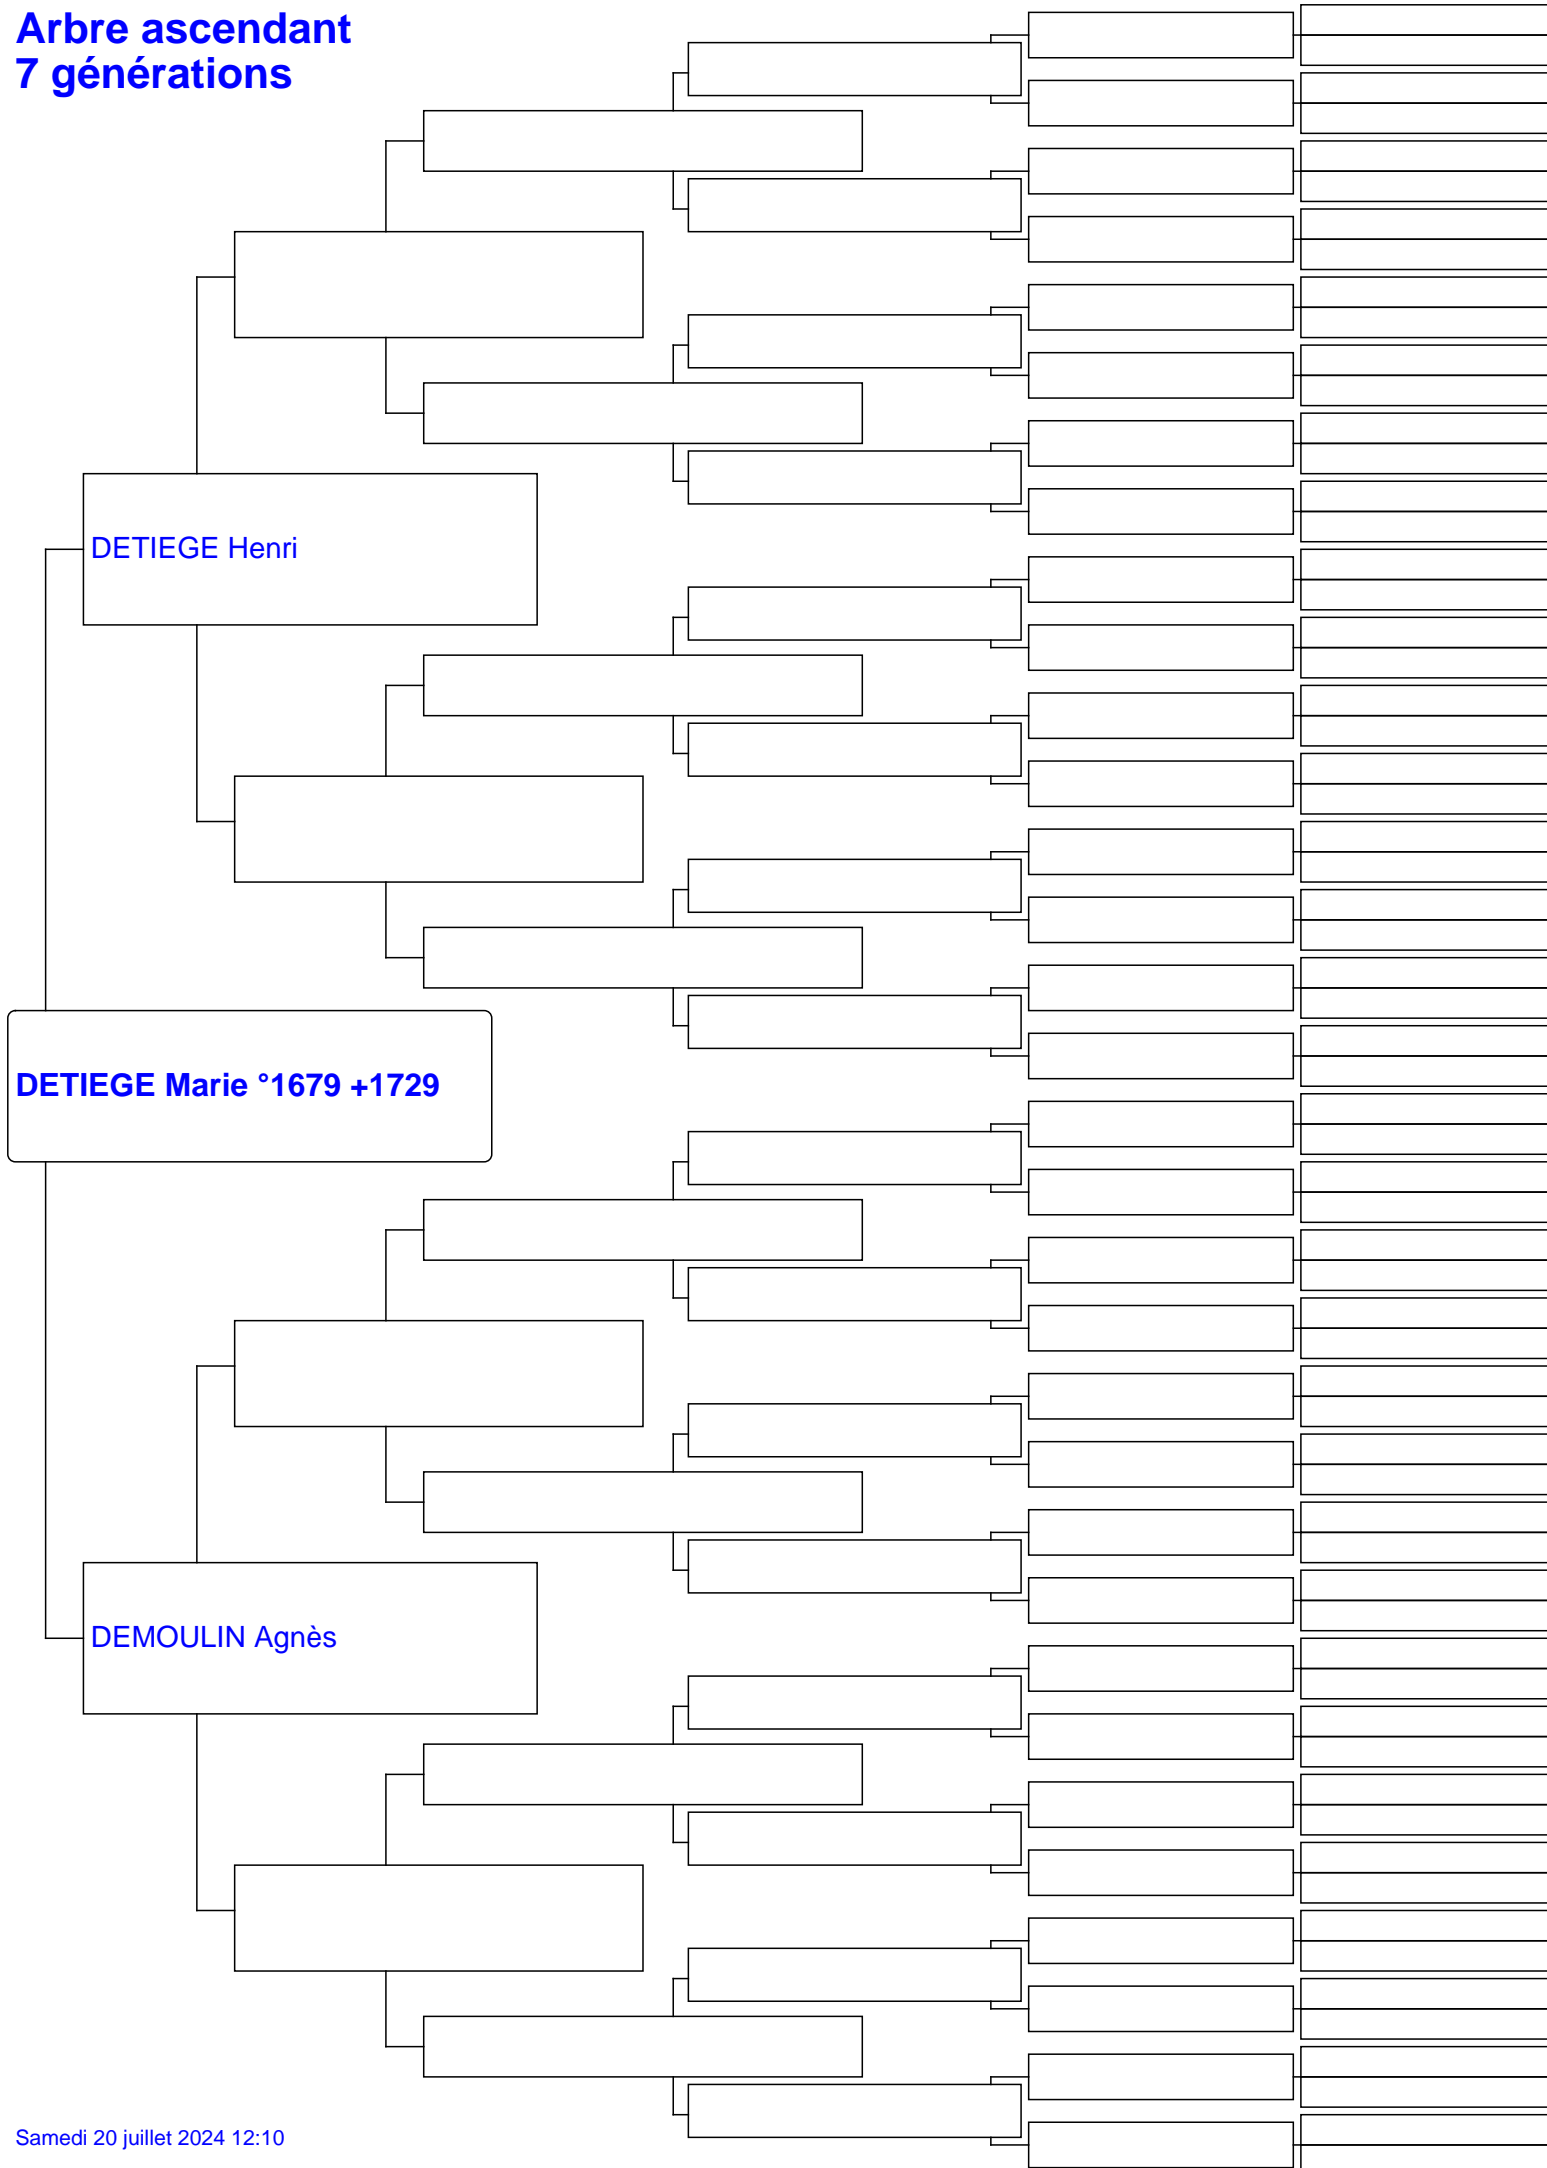 Arbre ascendant
7 générations
DETIEGE Henri
DETIEGE Marie °1679 +1729
DEMOULIN Agnès
Samedi 20 juillet 2024 12:10